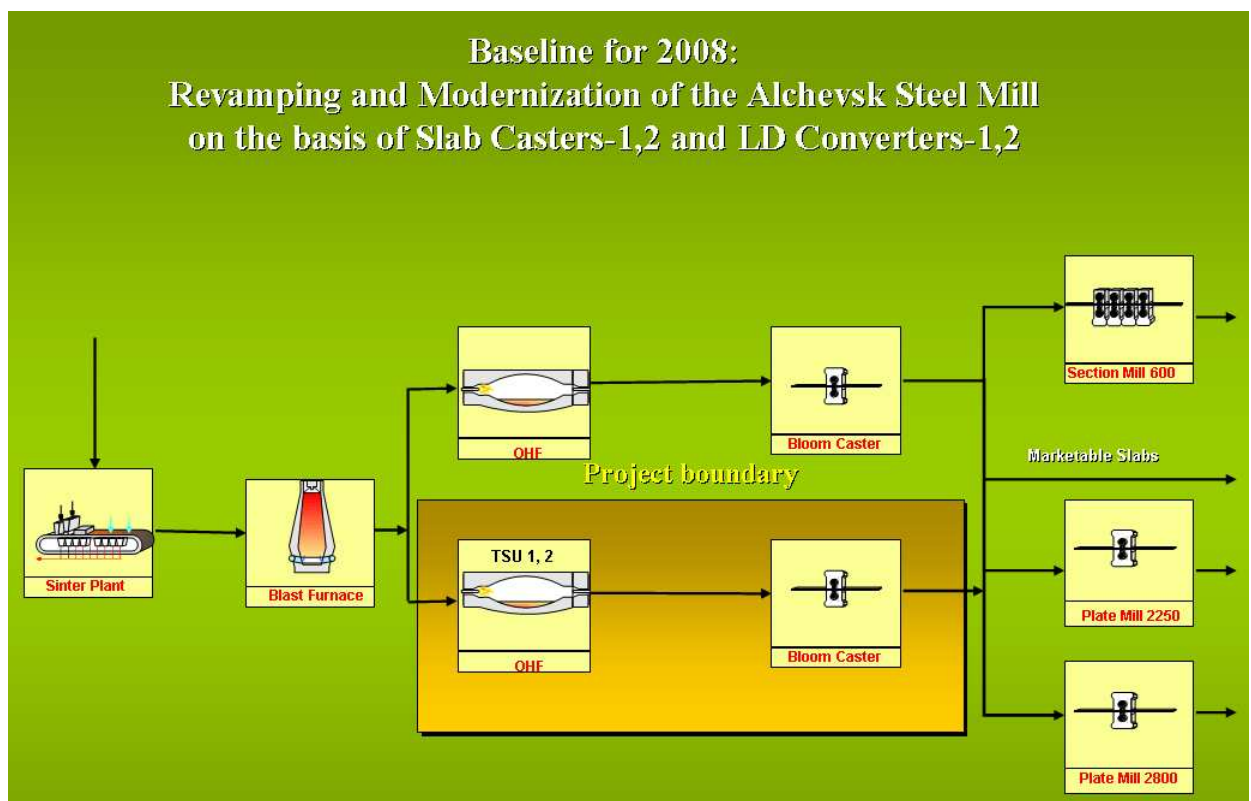 Baseline for 2008:
Revamping and Modernization of the Alchevsk Steel Mill
on the basis of Slab Casters-1,2 and LD Converters-1,2
Section Mill 600
OHF
Bloom Caster
Marketable Slabs
Project boundary
Sinter Plant
Blast Furnace
TSU 1, 2
OHF
Bloom Caster
Plate Mill 2250
Plate Mill 2800